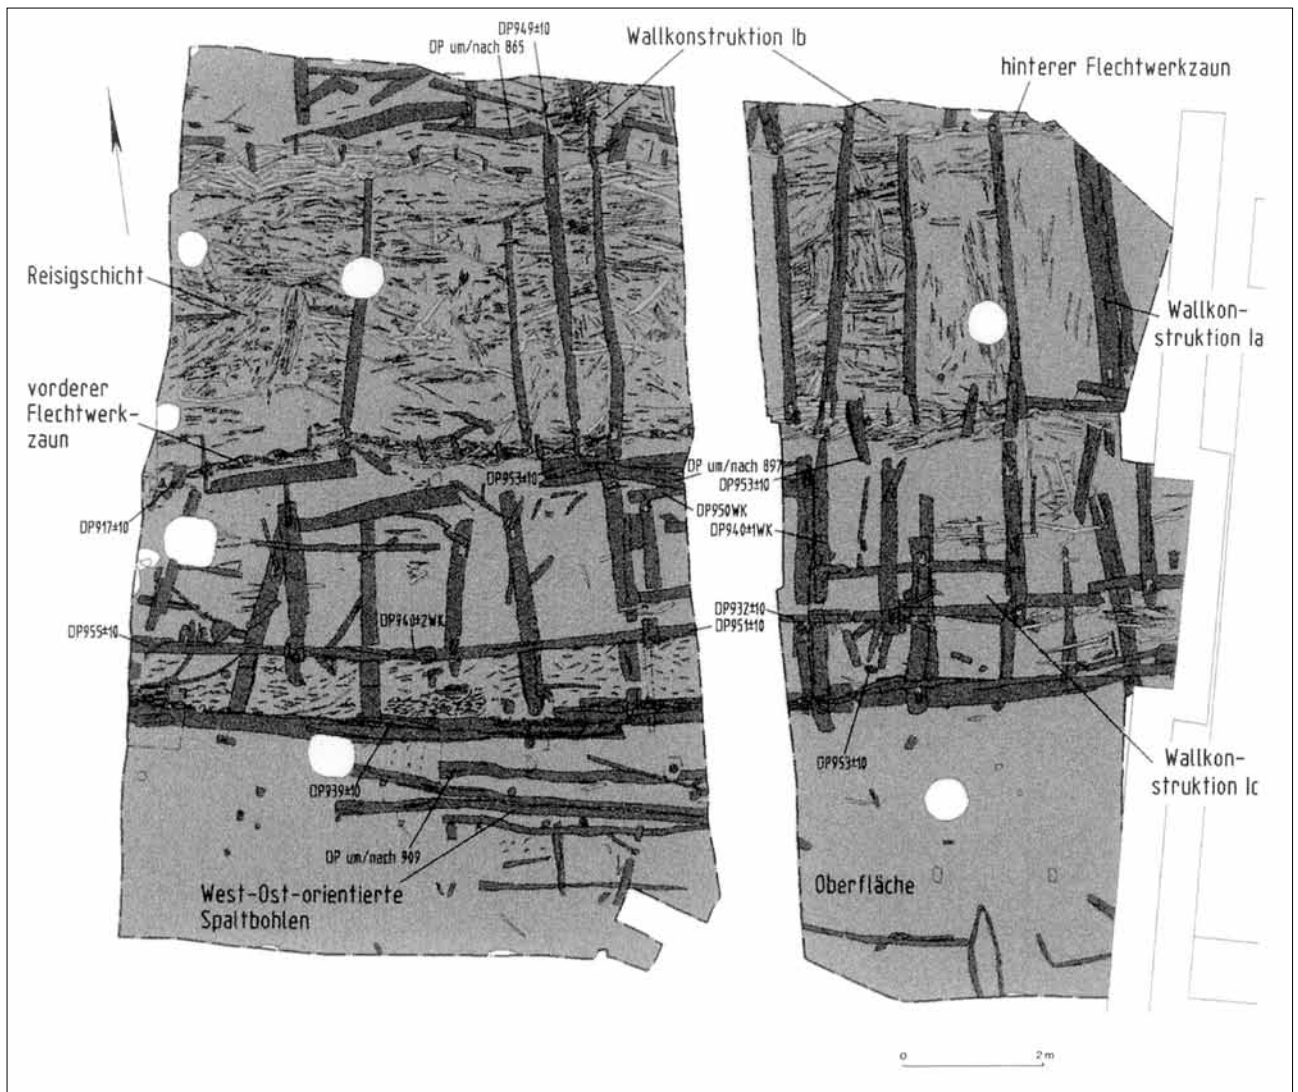 DP949±10
DP um/nach 865
Wallkonstruktion Ib
hinterer Flechtwerkzaun
Reisigschicht
Wallkon-
struktion Ia
vorderer
Flechtwerk-
zaun
DP um/nach 897
DP953±10
DP953±10
DP917±10
DP950WK
DP940±1WK
DP932±10
DP951±10
DP955±10
DP940±2WK
DP953±10
Wallkon-
struktion Ic
DP939±10
DP um/nach 909
West-Ost-orientierte
Spaltbohlen
Oberfläche
0 2m